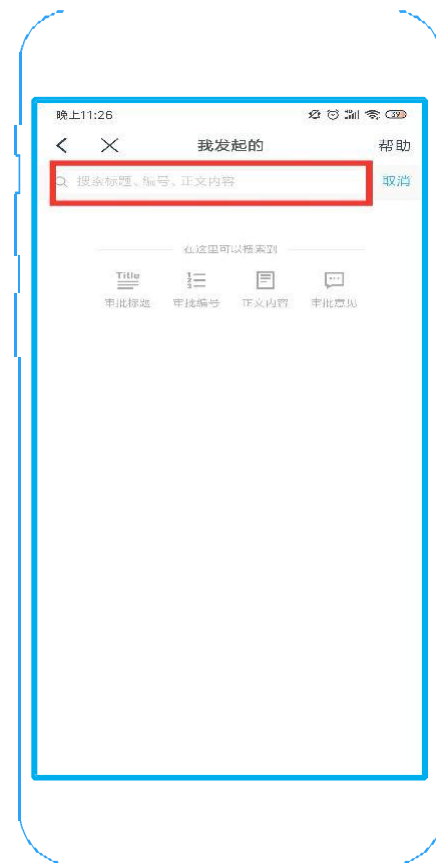 晚上11:26
39
我发起的
帮助
搜索标题、编号、正文内容
取消
在这里可以搜索到
Title
审批标题
审批编号
正文内容
审批意见